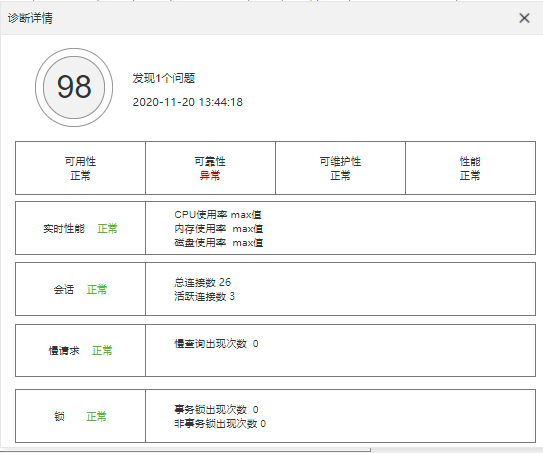 诊断详情
98
发现1个问题
2020-11-20 13:44:18
可用性
正常
可靠性
异常
可维护性
正常
性能
正常
实时性能 正常
CPU使用率 max值
内存使用率 max值
磁盘使用率 max值
会话 正常
总连接数 26
活跃连接数 3
慢请求 正常
慢查询出现次数 0
锁 正常
事务锁出现次数 0
非事务锁出现次数 0